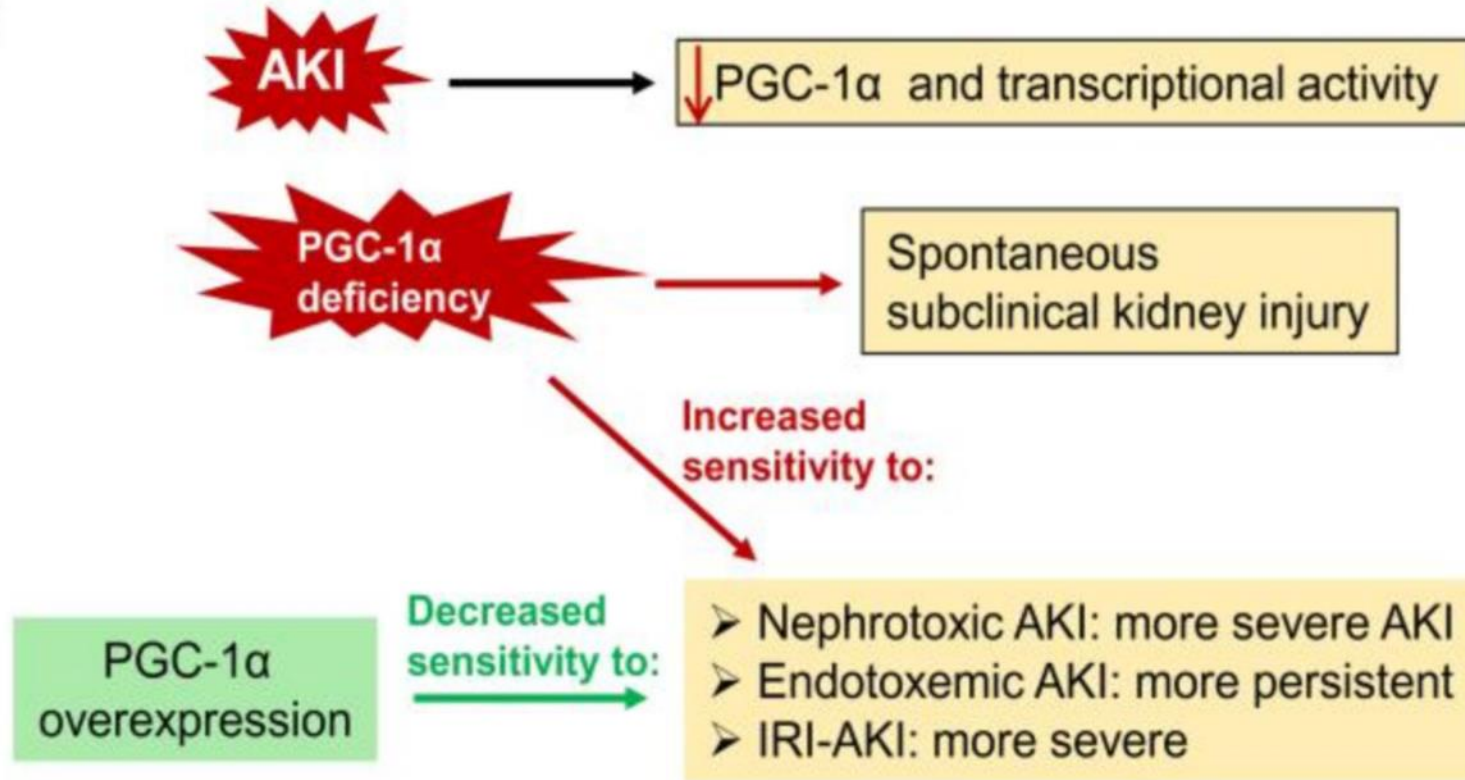 AKI
↓PGC-1α and transcriptional activity
PGC-1α
deficiency
Spontaneous
subclinical kidney injury
Increased
sensitivity to:
Decreased
sensitivity to:
PGC-1α
overexpression
➢ Nephrotoxic AKI: more severe AKI
➢ Endotoxemic AKI: more persistent
➢ IRI-AKI: more severe